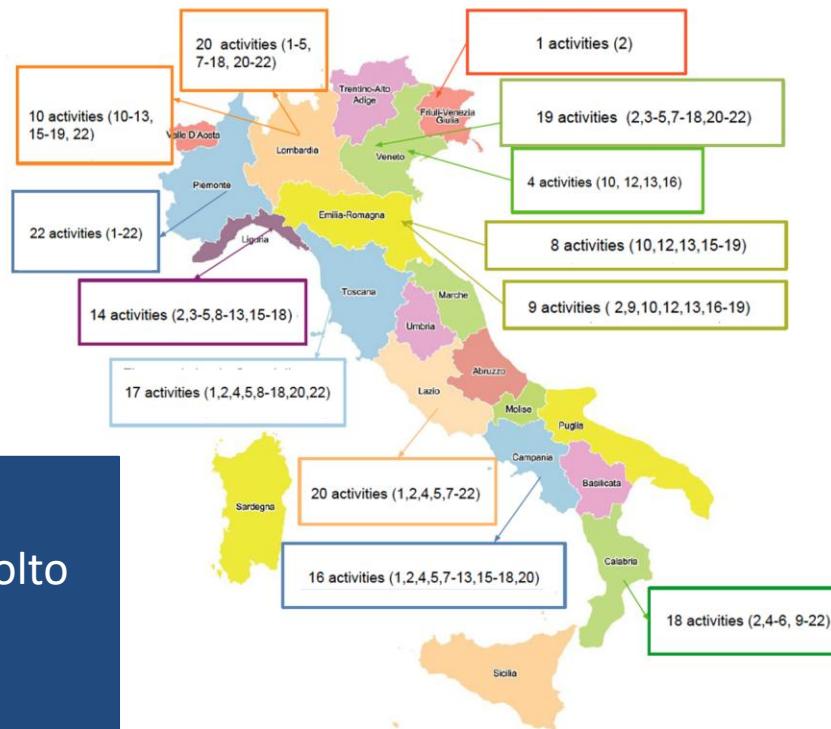 20 activities (1-5,
7-18, 20-22)
1 activities (2)
10 activities (10-13,
15-19, 22)
Trentino-Alto
Adige
Friuli-Venezia
Giulia
19 activities (2,3-5,7-18,20-22)
Valle D'Aosta
Lombardia
Veneto
Piemonte
4 activities (10, 12,13,16)
Emilia-Romagna
22 activities (1-22)
Liguria
8 activities (10,12,13,15-19)
Toscana
Marche
14 activities (2,3-5,8-13,15-18)
9 activities ( 2,9,10,12,13,16-19)
Umbria
17 activities (1,2,4,5,8-18,20,22)
Abruzzo
Lazio
Molise
Puglia
Campania
Basilicata
20 activities (1,2,4,5,7-22)
Sardegna
olto
Calabria
16 activities (1,2,4,5,7-13,15-18,20)
18 activities (2,4-6, 9-22)
Sicilia